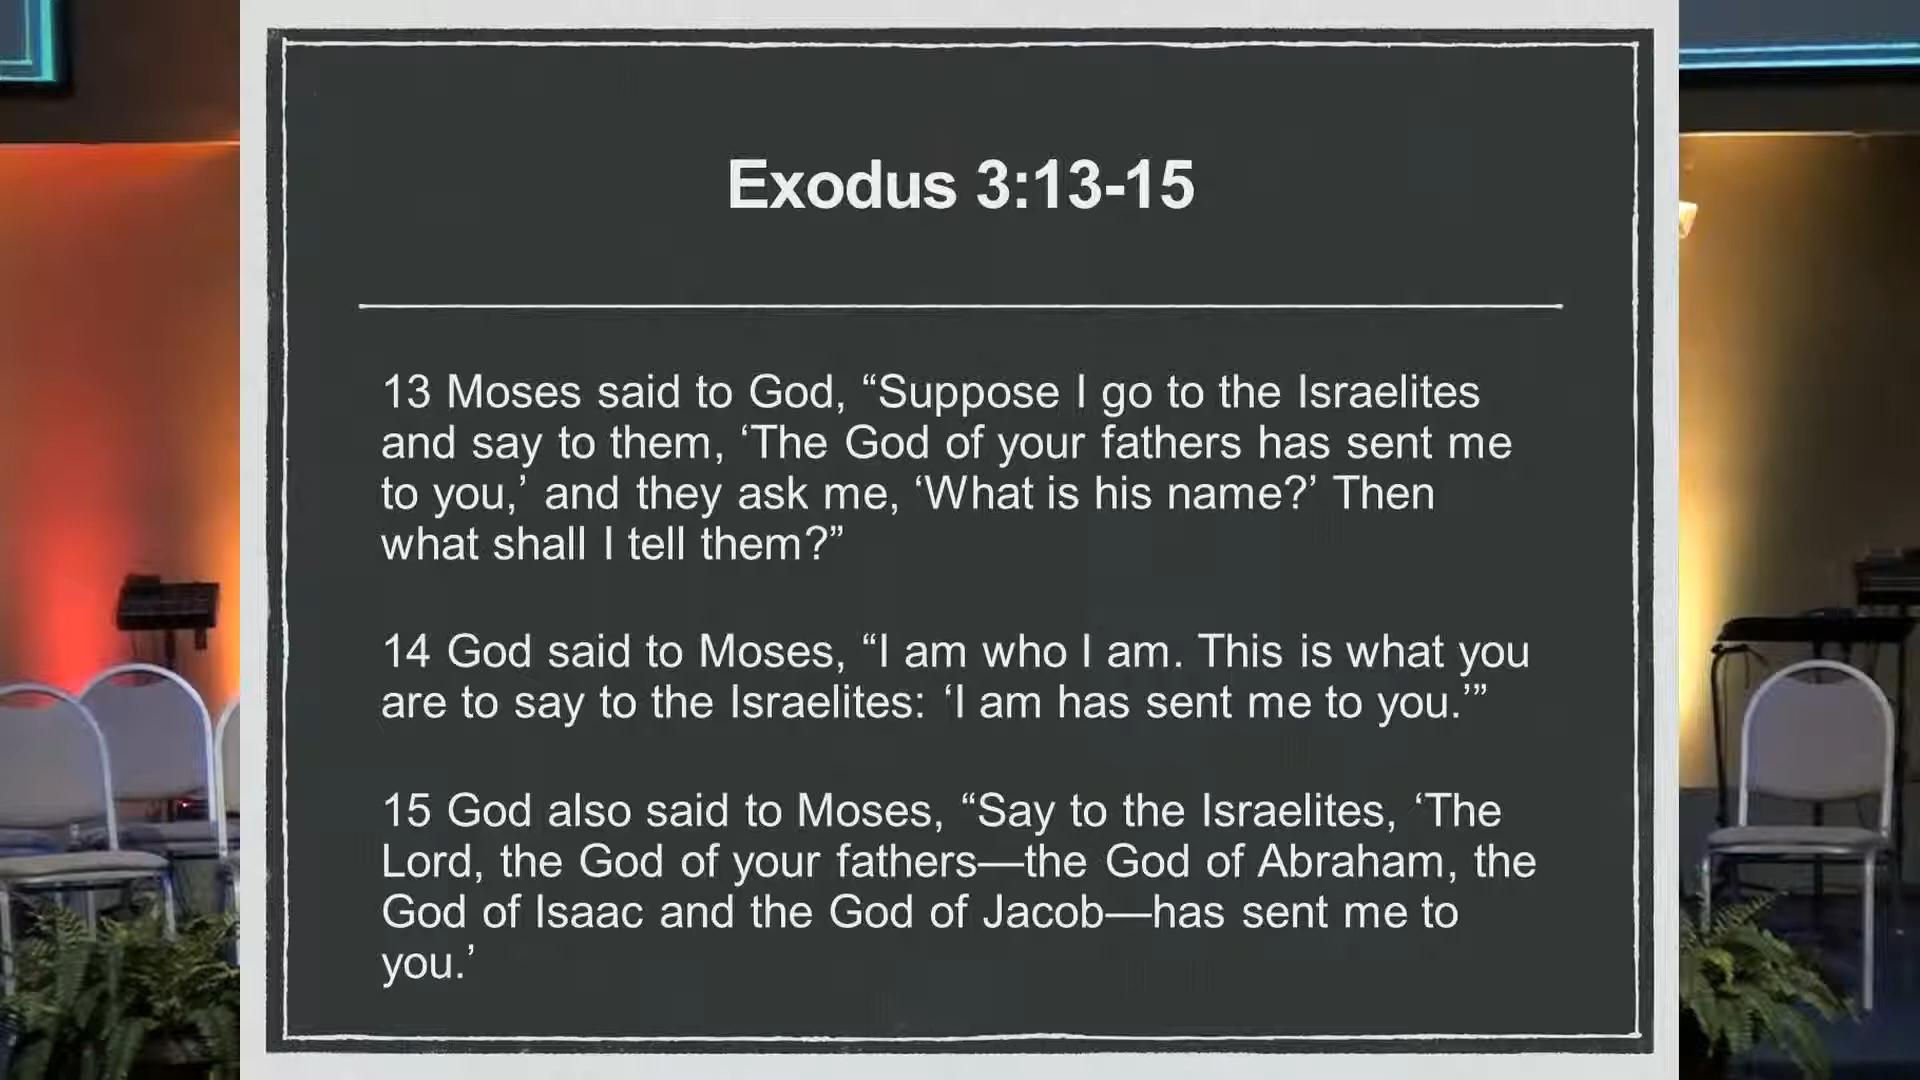 Exodus 3:13-15
13 Moses said to God, “Suppose I go to the Israelites
and say to them, ‘The God of your fathers has sent me
to you,’ and they ask me, ‘What is his name?’ Then
what shall I tell them?”
14 God said to Moses, “I am who I am. This is what you
are to say to the Israelites: ‘I am has sent me to you.’”
15 God also said to Moses, “Say to the Israelites, ‘The
Lord, the God of your fathers—the God of Abraham, the
God of Isaac and the God of Jacob—has sent me to
you.’